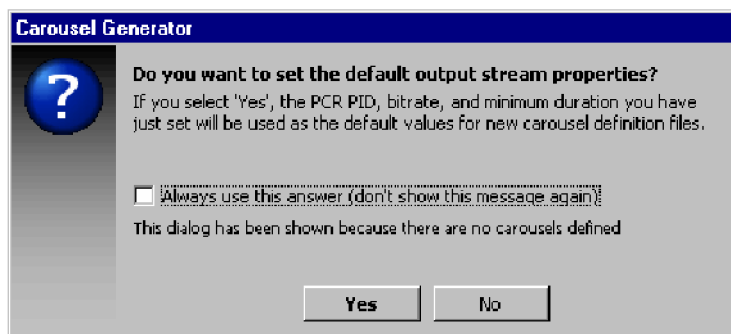 Carousel Generator
Do you want to set the default output stream properties?
If you select 'Yes', the PCR PID, bitrate, and minimum duration you have
just set will be used as the default values for new carousel definition files.
Always use this answer (don't show this message again)
This dialog has been shown because there are no carousels defined
Yes
No